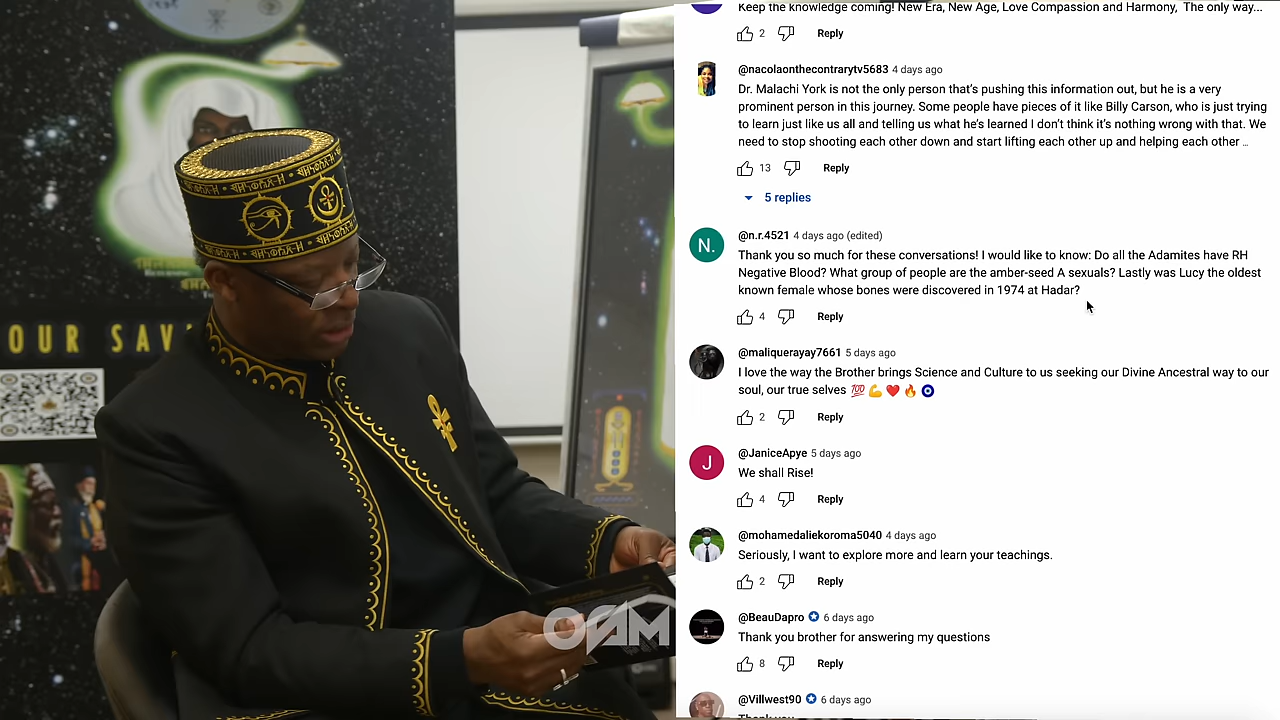 OUR SAV
OSM
Keep the knowledge coming! New Era, New Age, Love Compassion and Harmony, The only way...
2 Reply
@nacolaonthecontrarytv5683 4 days ago
Dr. Malachi York is not the only person that's pushing this information out, but he is a very
prominent person in this journey. Some people have pieces of it like Billy Carson, who is just trying
to learn just like us all and telling us what he's learned I don't think it's nothing wrong with that. We
need to stop shooting each other down and start lifting each other up and helping each other ...
13 Reply
5 replies
N.
@n.r.4521 4 days ago (edited)
Thank you so much for these conversations! I would like to know: Do all the Adamites have RH
Negative Blood? What group of people are the amber-seed A sexuals? Lastly was Lucy the oldest
known female whose bones were discovered in 1974 at Hadar?
4 Reply
@maliquerayay7661 5 days ago
I love the way the Brother brings Science and Culture to us seeking our Divine Ancestral way to our
soul, our true selves 💯 💪 ❤️ 🔥 🧿
2 Reply
J
@JaniceApye 5 days ago
We shall Rise!
4 Reply
@mohamedaliekoroma5040 4 days ago
Seriously, I want to explore more and learn your teachings.
2 Reply
@BeauDapro 6 days ago
Thank you brother for answering my questions
8 Reply
@Villwest90 6 days ago
Thank you